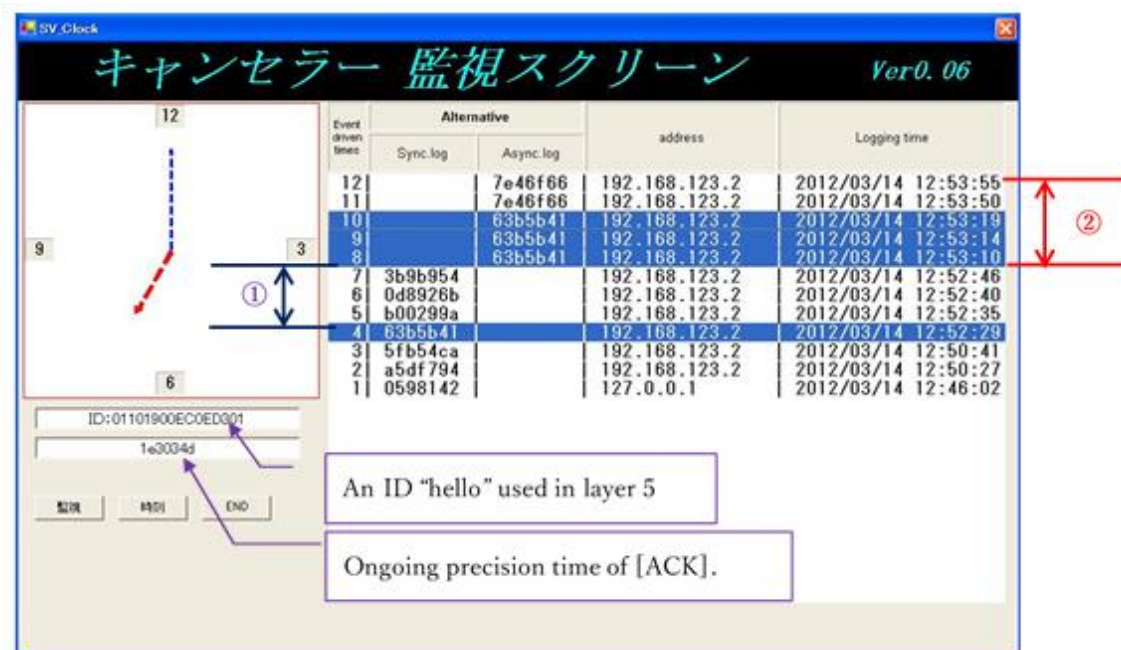 SV_Clock
キャンセラー 監視スクリーン Ver0.06
12
9
3
6
Event driven times
Alternative
Sync.log
Async.log
address
Logging time
12| | 7e46f66 | 192.168.123.2 | 2012/03/14 12:53:55
11| | 7e46f66 | 192.168.123.2 | 2012/03/14 12:53:50
10| | 63b5b41 | 192.168.123.2 | 2012/03/14 12:53:19
9| | 63b5b41 | 192.168.123.2 | 2012/03/14 12:53:14
8| | 63b5b41 | 192.168.123.2 | 2012/03/14 12:53:10
7| 3b9b954 | | 192.168.123.2 | 2012/03/14 12:52:46
6| 0d8926b | | 192.168.123.2 | 2012/03/14 12:52:40
5| b00299a | | 192.168.123.2 | 2012/03/14 12:52:35
4| 63b5b41 | | 192.168.123.2 | 2012/03/14 12:52:29
3| 5fb54ca | | 192.168.123.2 | 2012/03/14 12:50:41
2| a5df794 | | 192.168.123.2 | 2012/03/14 12:50:27
1| 0598142 | | 127.0.0.1 | 2012/03/14 12:46:02
①
②
ID:01101900EC0ED301
1e3034d
監視
時刻
END
An ID “hello” used in layer 5
Ongoing precision time of [ACK].